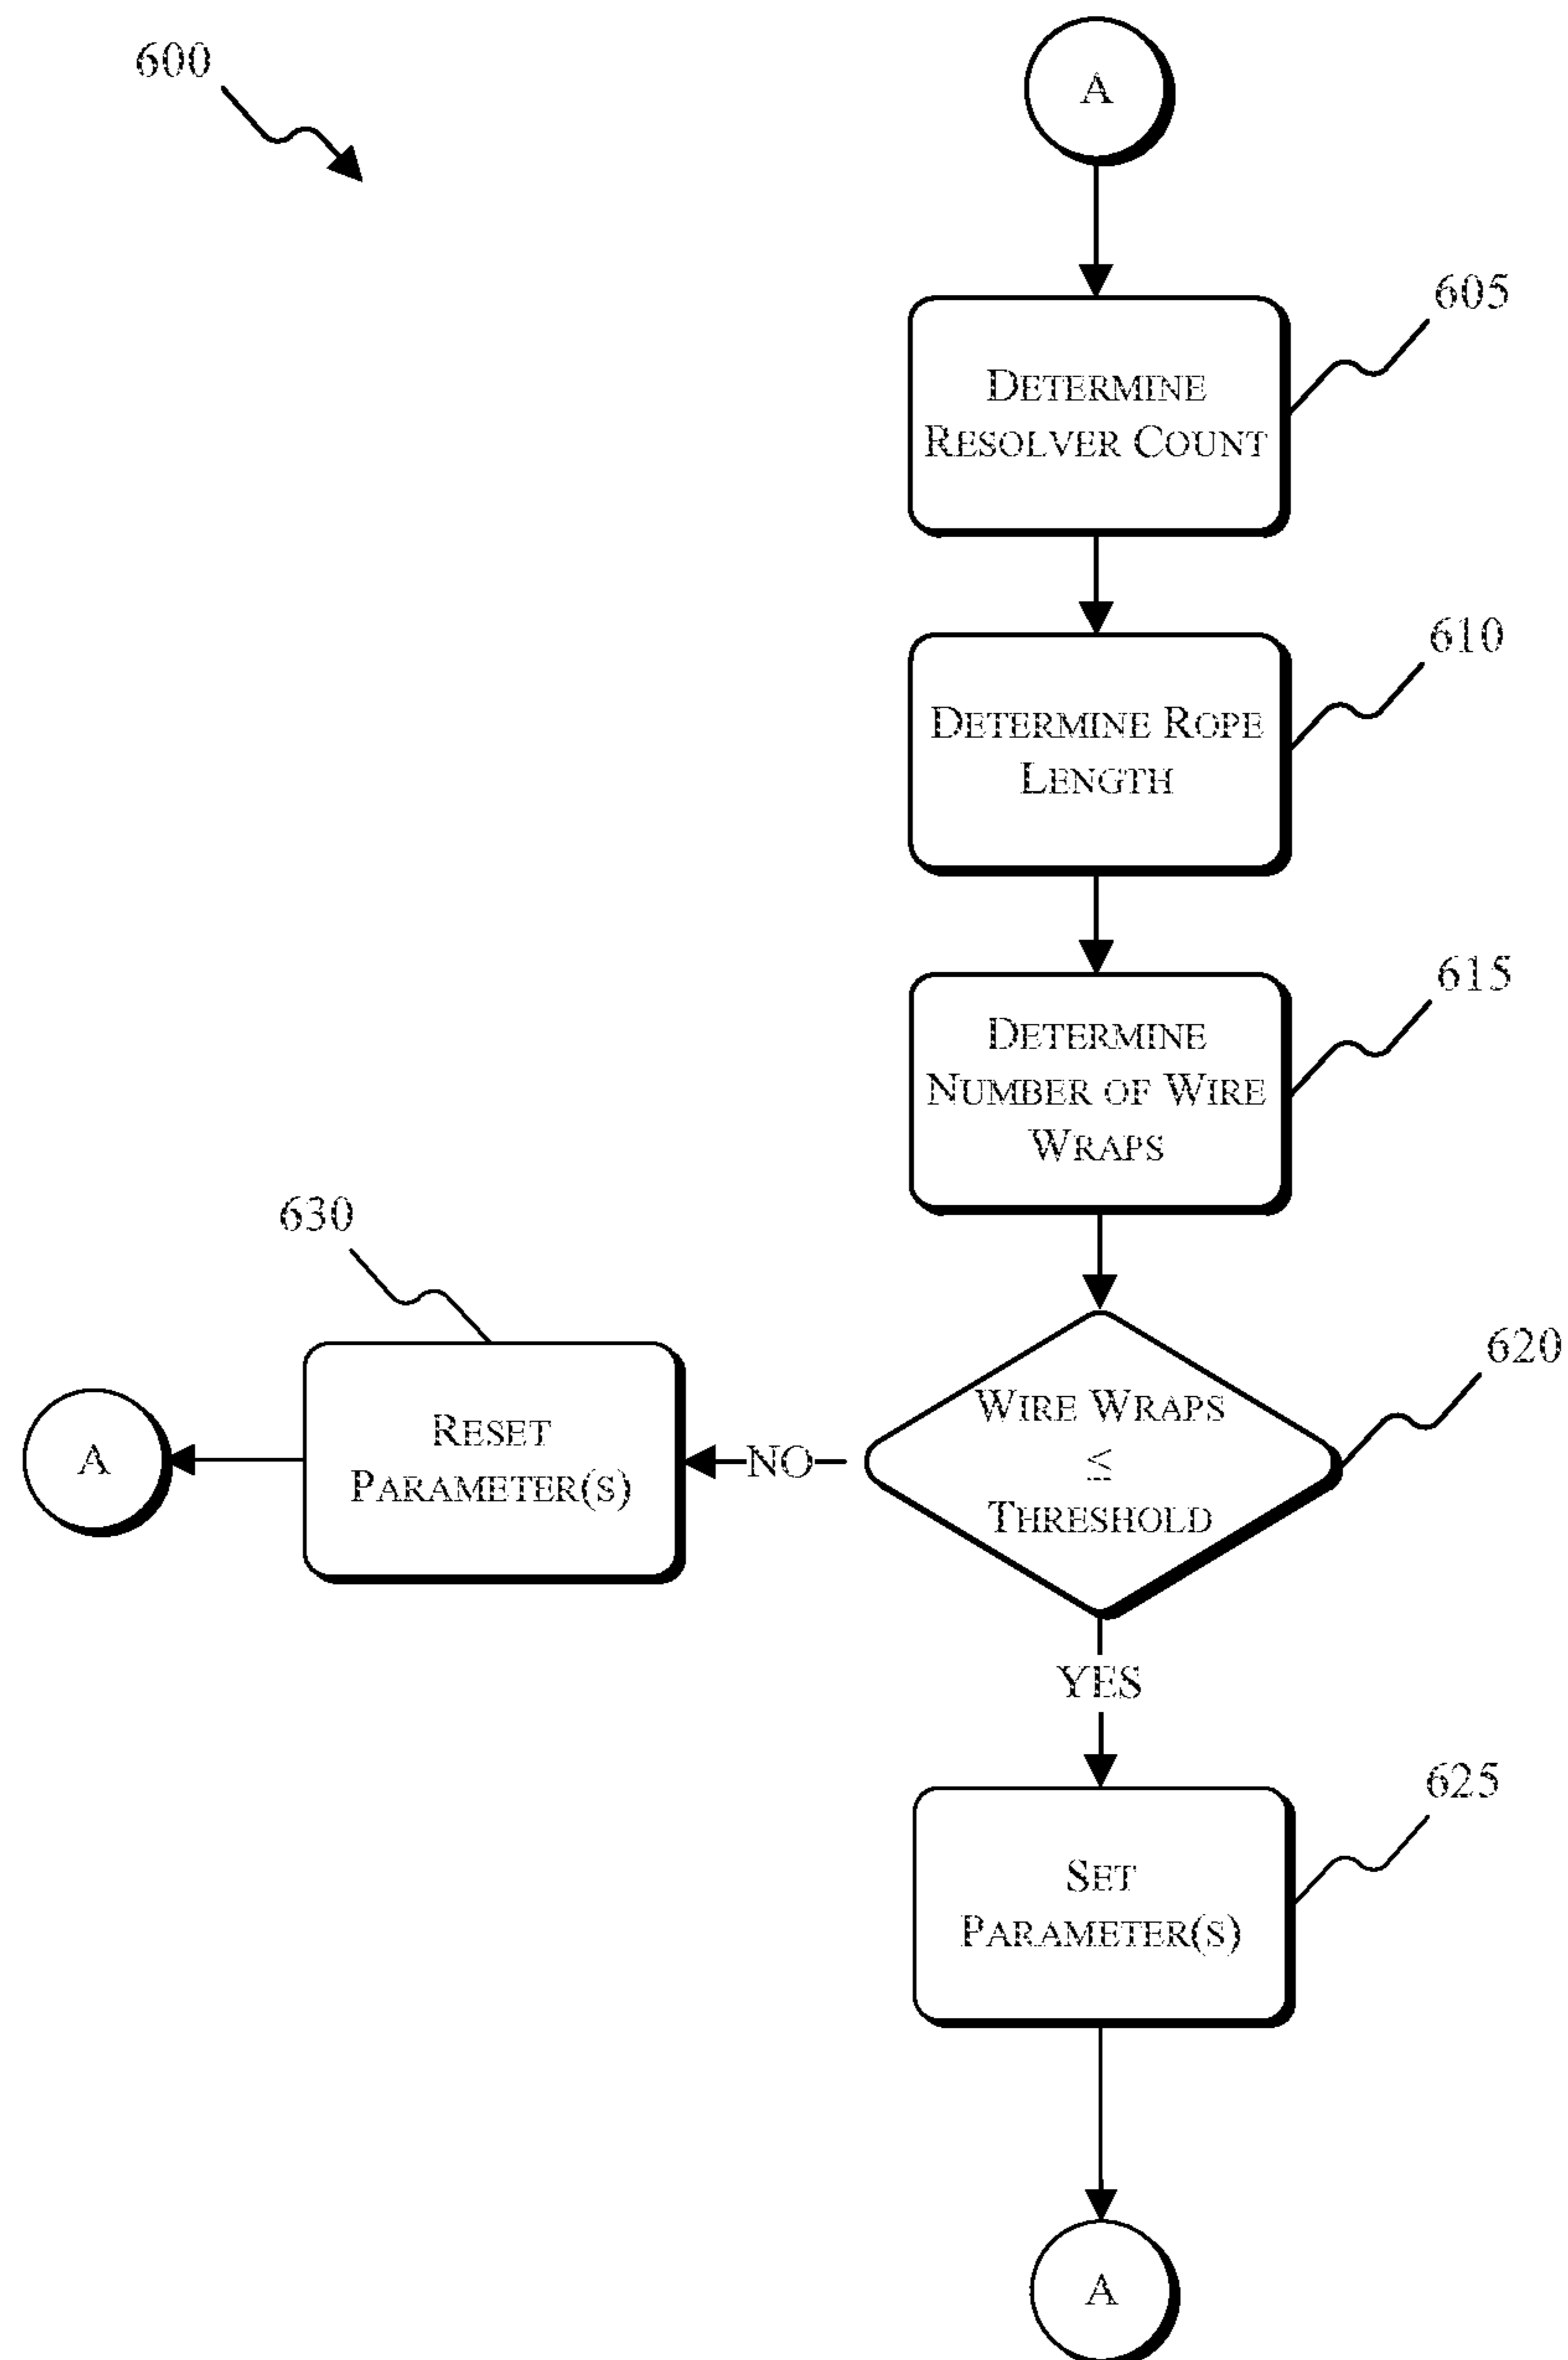 600
A
605
DETERMINE
RESOLVER COUNT
610
DETERMINE ROPE
LENGTH
615
DETERMINE
NUMBER OF WIRE
WRAPS
630
620
WIRE WRAPS
≤
THRESHOLD
NO
RESET
PARAMETER(S)
A
YES
625
SET
PARAMETER(S)
A